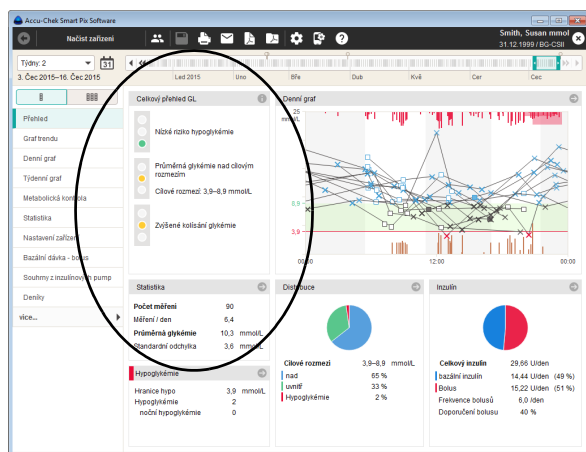 Accu-Chek Smart Pix Software
Načist zařízení
Smith, Susan mmol
31.12.1999 / BG-CSII
Týdny: 2
31
3. Čec 2015–16. Čec 2015
Led 2015
Úno
Bře
Dub
Kvě
Čer
Čec
Přehled
Graf trendu
Denní graf
Týdenní graf
Metabolická kontrola
Statistika
Nastavení zařízení
Bazální dávka - bolus
Souhrny z inzulínových pump
Deníky
více...
Celkový přehled GL
Nízké riziko hypoglykémie
Průměrná glykémie nad cílovým
rozmezím
Cílové rozmezí: 3,9–8,9 mmol/L
Zvýšené kolísání glykémie
Denní graf
25
mmol/L
8,9
3,9
00:00
12:00
00:00
Statistika
Počet měření 90
Měření / den 6,4
Průměrná glykémie 10,3 mmol/L
Standardní odchylka 3,6 mmol/L
Hypoglykémie
Hranice hypo 3,9 mmol/L
Hypoglykémie 2
noční hypoglykémie 0
Distribuce
Cílové rozmezí 3,9–8,9 mmol/L
nad 65 %
uvnitř 33 %
Hypoglykémie 2 %
Inzulín
Celkový inzulín 29,66 U/den
bazální inzulín 14,44 U/den (49 %)
Bolus 15,22 U/den (51 %)
Frekvence bolusů 6,0 /den
Doporučení bolusu 40 %